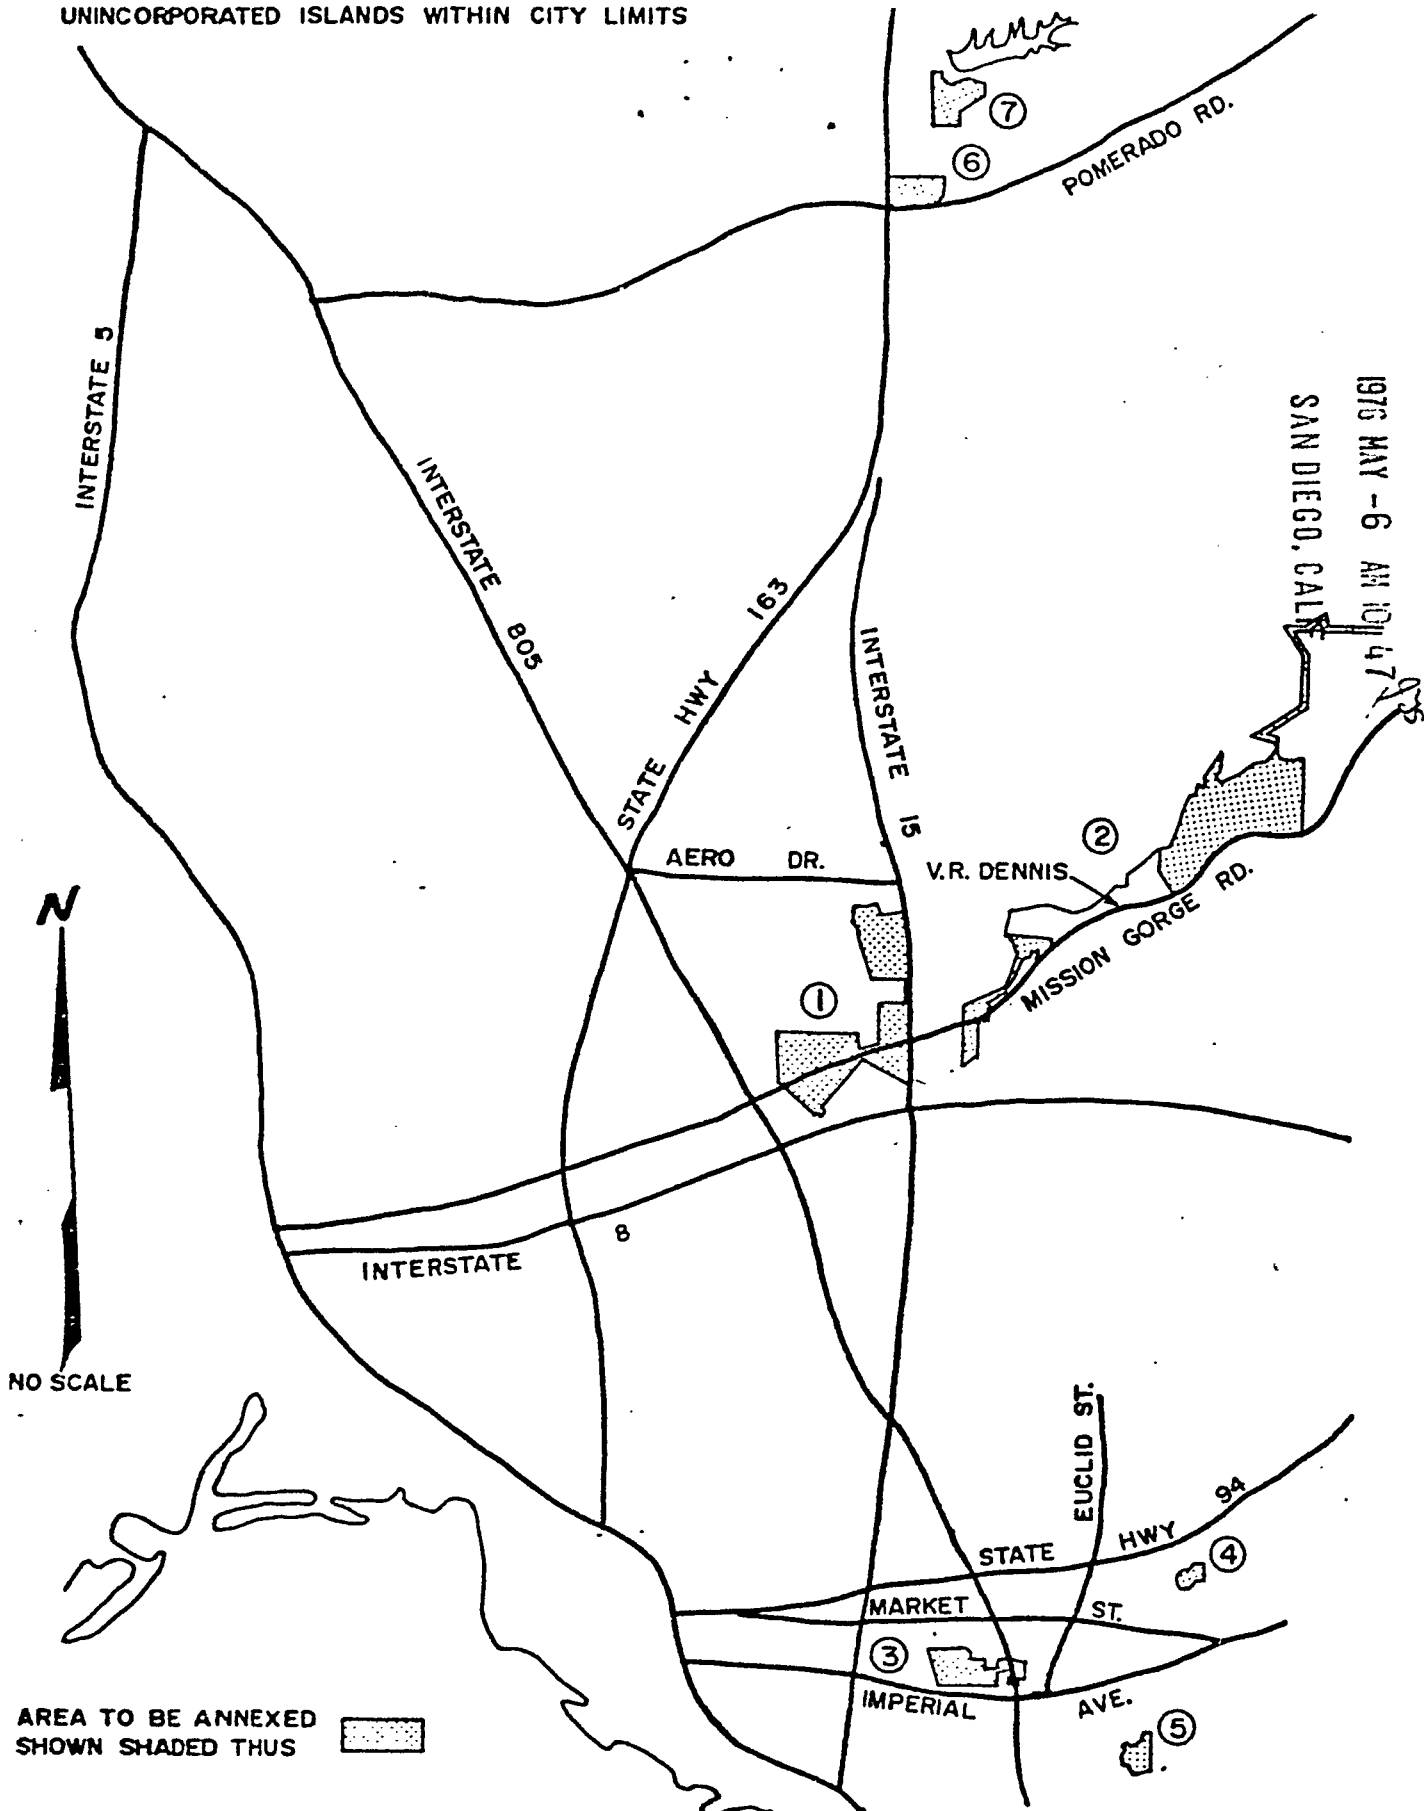 UNINCORPORATED ISLANDS WITHIN CITY LIMITS
7
6
POMERADO RD.
INTERSTATE 5
INTERSTATE 805
STATE HWY 163
INTERSTATE 15
1976 MAY -6 AM 10 47
SAN DIEGO, CALIF
2
AERO DR.
V.R. DENNIS
MISSION GORGE RD.
N
1
INTERSTATE 8
NO SCALE
EUCLID ST.
STATE HWY 94
4
MARKET ST.
3
IMPERIAL AVE.
5
AREA TO BE ANNEXED
SHOWN SHADED THUS